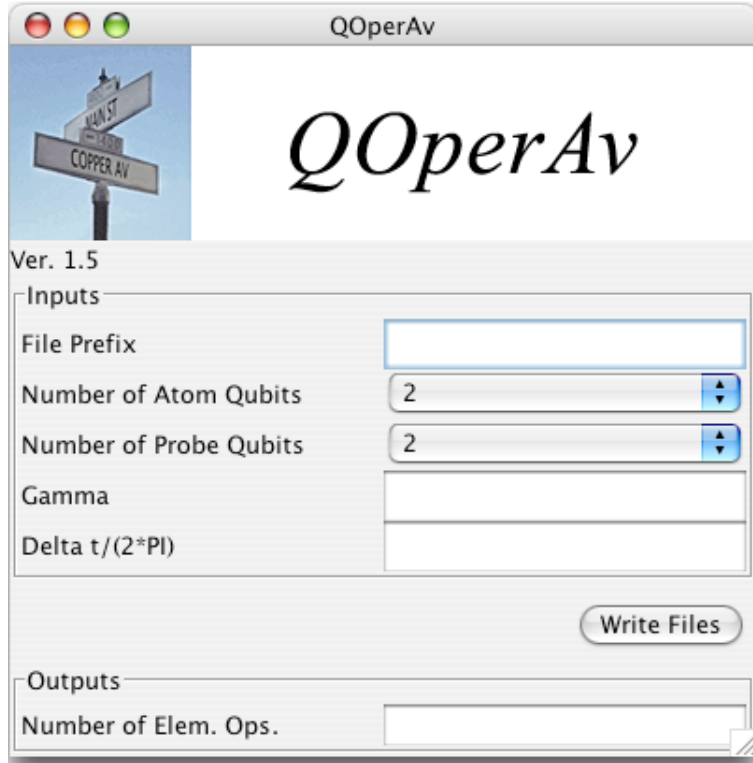 QOperAv
MAIN ST
1400
COPPER AV
QOperAv
Ver. 1.5
Inputs
File Prefix
Number of Atom Qubits 2
Number of Probe Qubits 2
Gamma
Delta t/(2*PI)
Write Files
Outputs
Number of Elem. Ops.